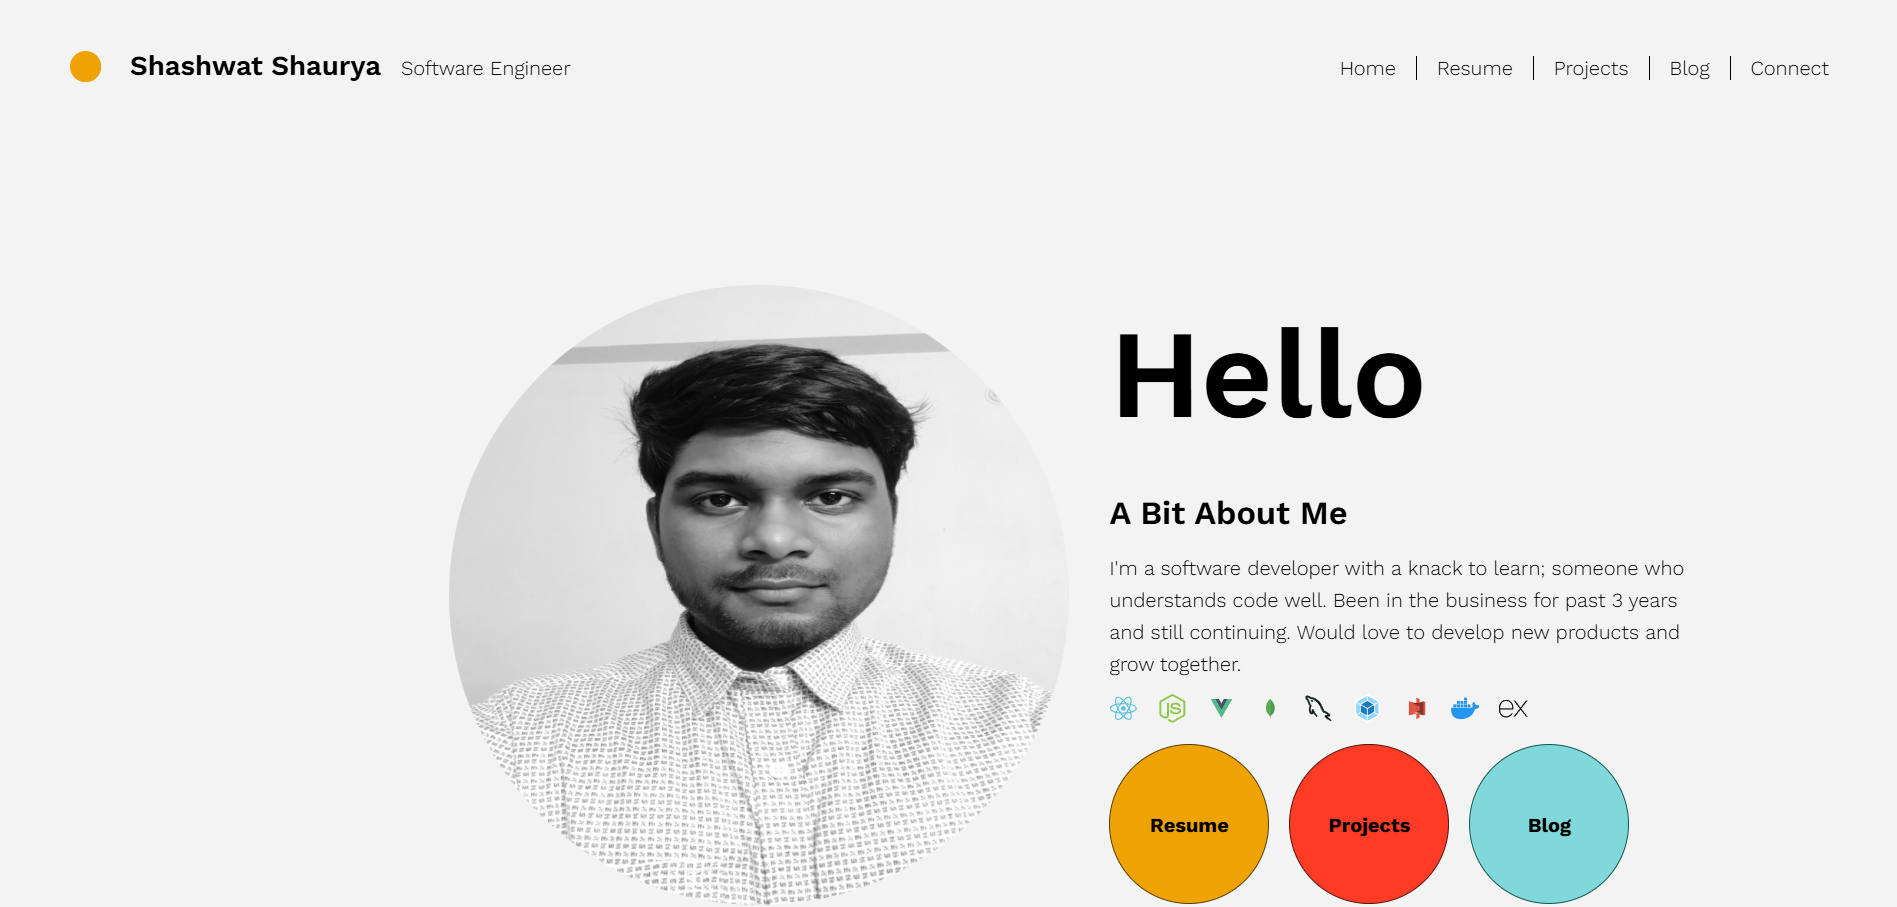 Shashwat Shaurya Software Engineer
Home Resume Projects Blog Connect
Hello
A Bit About Me
I'm a software developer with a knack to learn; someone who
understands code well. Been in the business for past 3 years
and still continuing. Would love to develop new products and
grow together.
JS ex
Resume Projects Blog